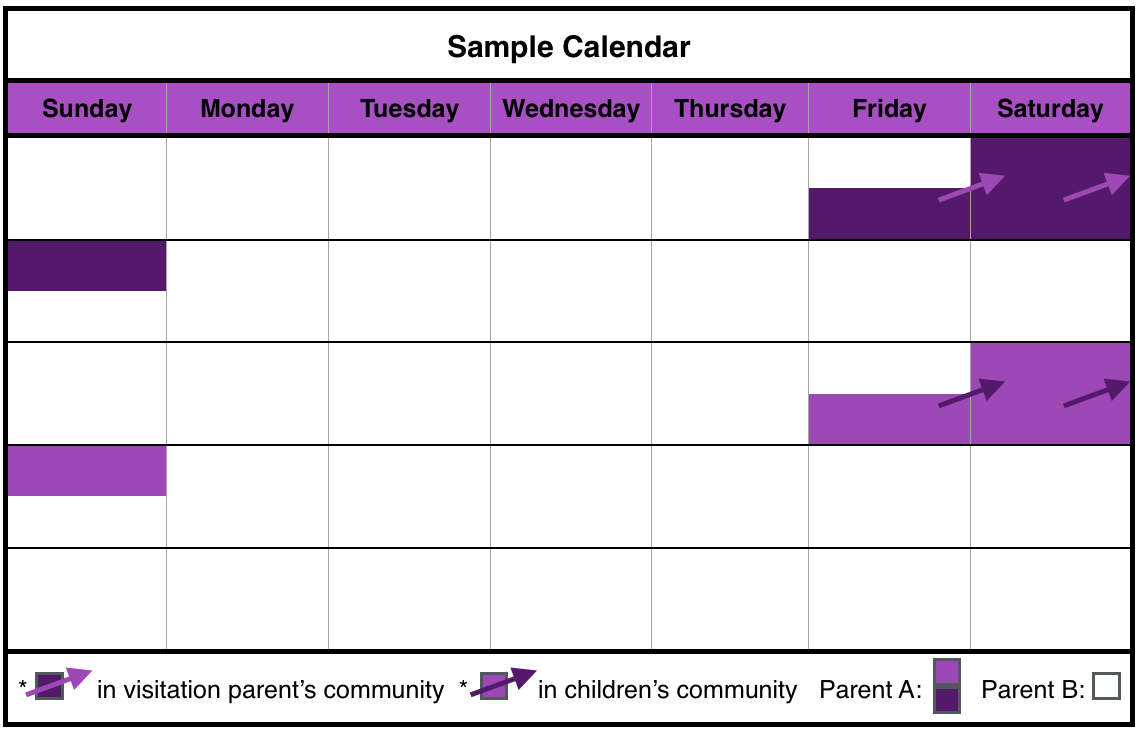 Sample Calendar
Sunday Monday Tuesday Wednesday Thursday Friday Saturday
* in visitation parent’s community * in children’s community Parent A: Parent B: